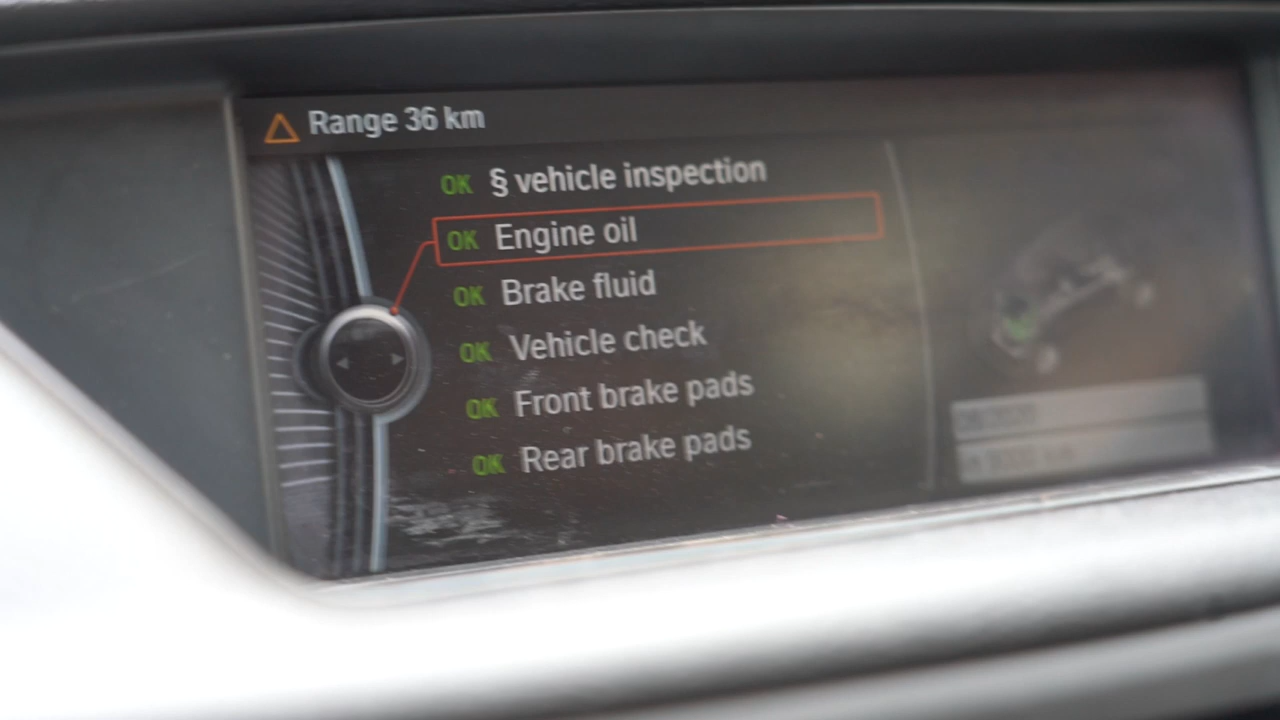 Range 36 km
OK § vehicle inspection
OK Engine oil
OK Brake fluid
OK Vehicle check
OK Front brake pads
OK Rear brake pads